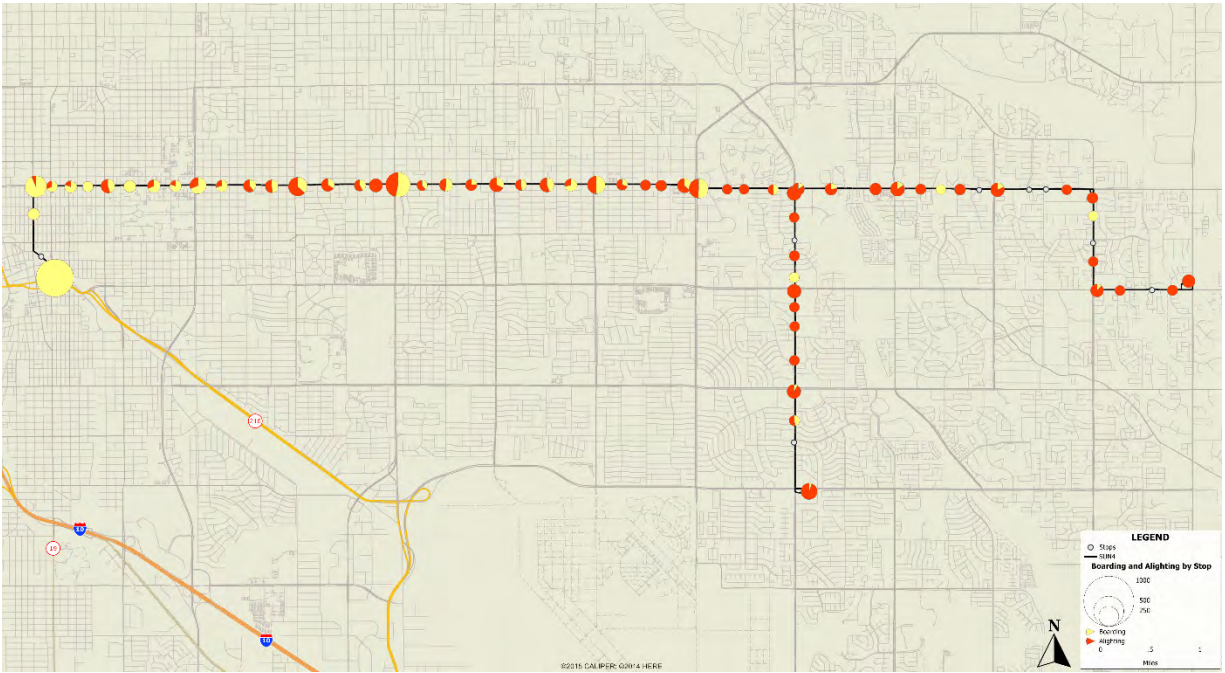 210
10
19
10
©2015 CALIPER; ©2014 HERE
N
LEGEND
Stops
SUN4
Boarding and Alighting by Stop
1000
500
250
Boarding
Alighting
0 .5 1
Miles